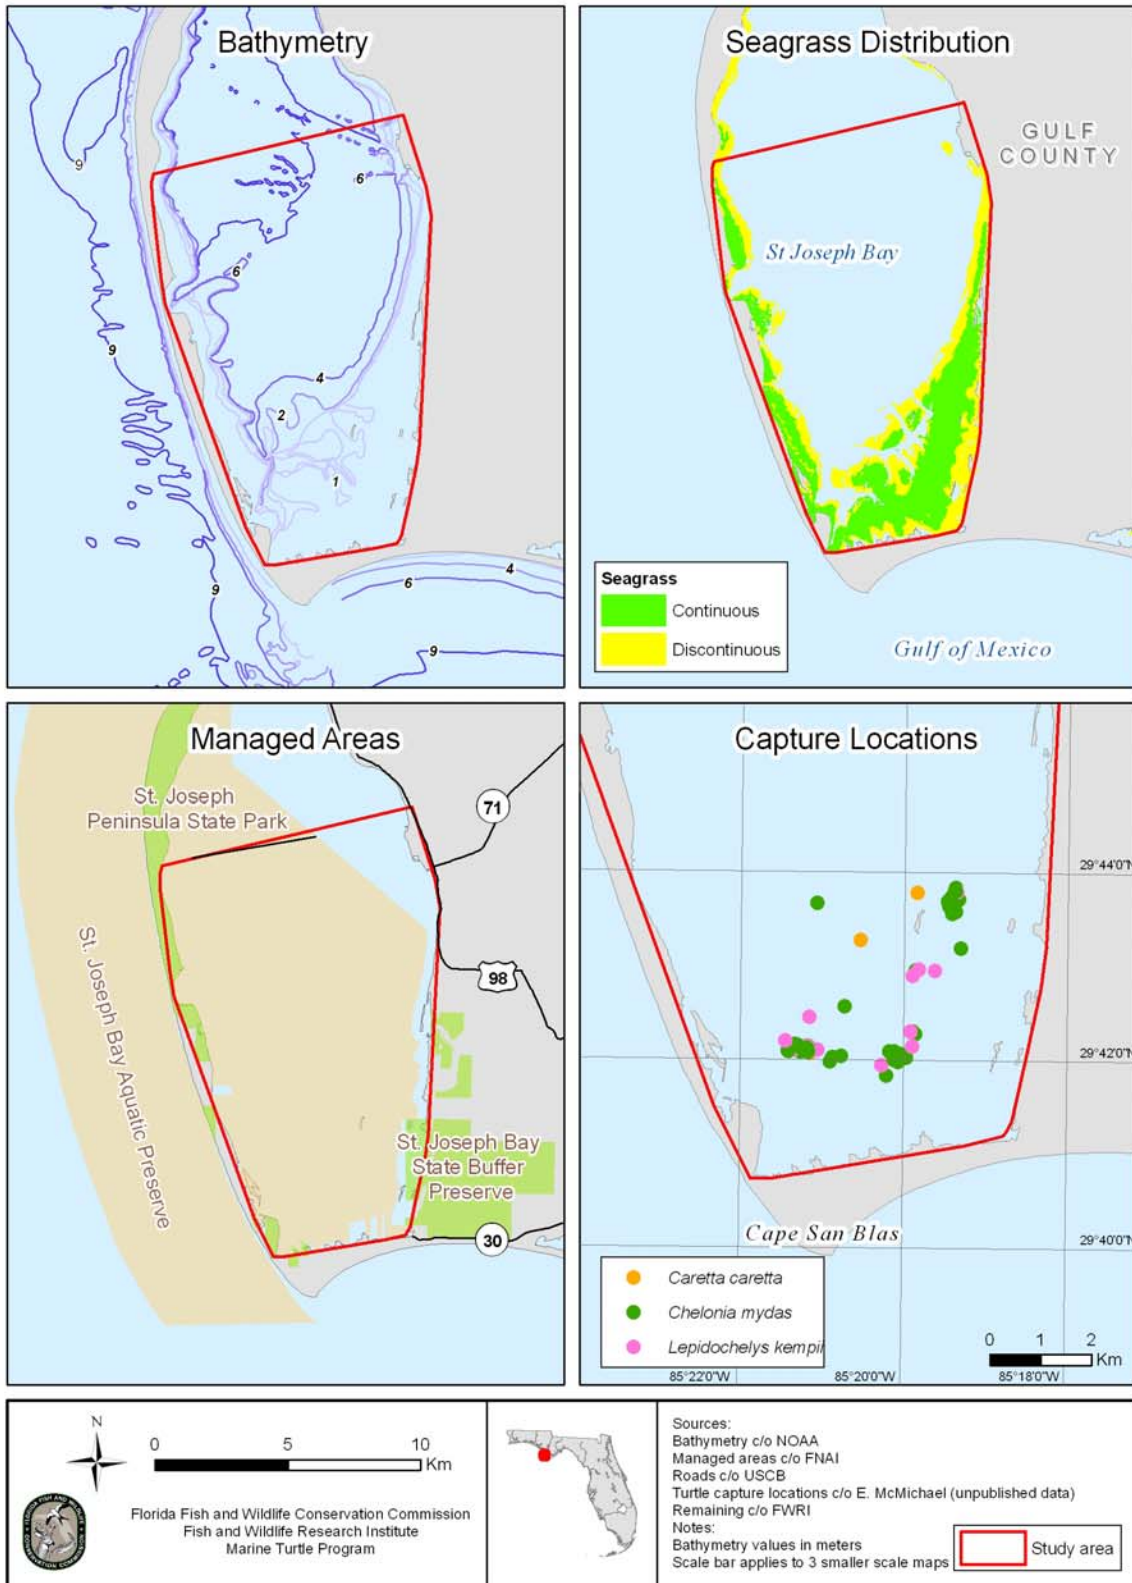 Bathymetry
9
6
6
9
4
2
1
9
4
6
9
Seagrass Distribution
GULF
COUNTY
St Joseph Bay
Seagrass
Continuous
Discontinuous
Gulf of Mexico
Managed Areas
St. Joseph
Peninsula State Park
71
St. Joseph Bay Aquatic Preserve
98
St. Joseph Bay
State Buffer
Preserve
30
Capture Locations
29°44'0"N
29°42'0"N
29°40'0"N
Cape San Blas
Caretta caretta
Chelonia mydas
Lepidochelys kempii
0 1 2
Km
85°22'0"W 85°20'0"W 85°18'0"W
N
0 5 10
Km
Florida Fish and Wildlife Conservation Commission
Fish and Wildlife Research Institute
Marine Turtle Program
Sources:
Bathymetry c/o NOAA
Managed areas c/o FNAI
Roads c/o USCB
Turtle capture locations c/o E. McMichael (unpublished data)
Remaining c/o FWRI
Notes:
Bathymetry values in meters
Scale bar applies to 3 smaller scale maps
Study area